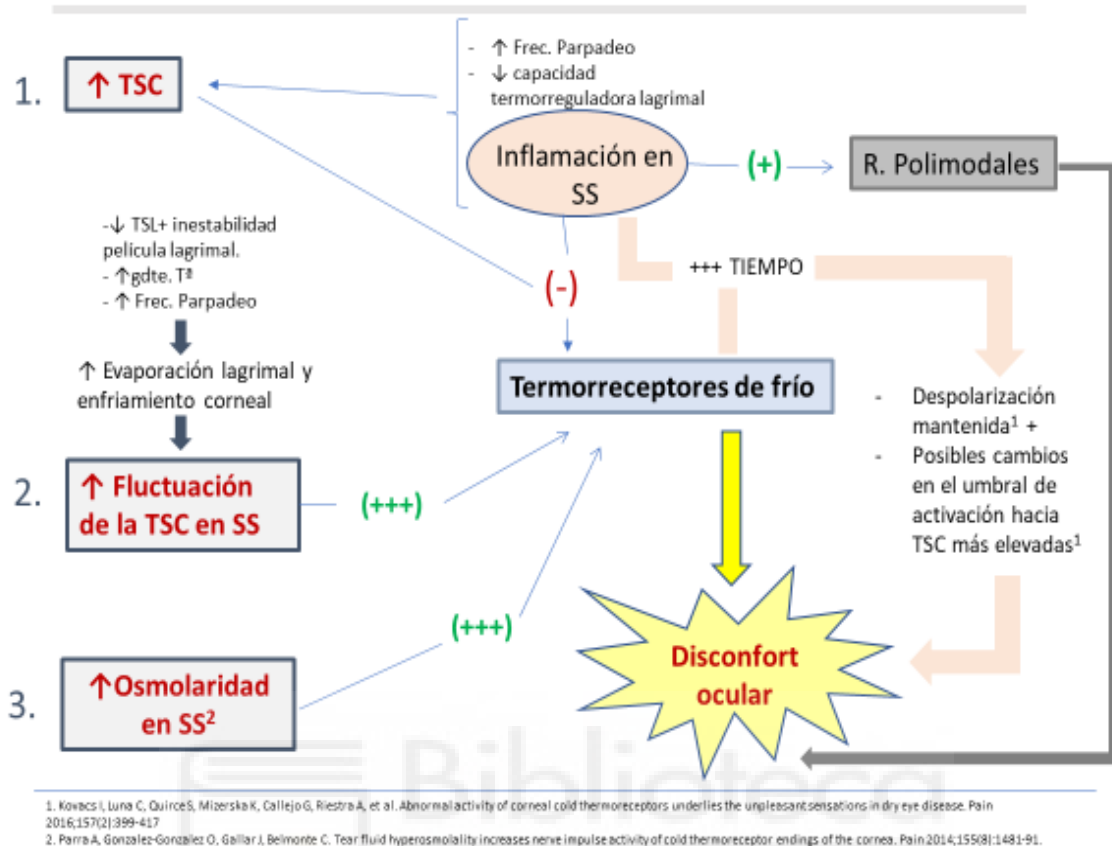 - ↑ Frec. Parpadeo
- ↓ capacidad
termorreguladora lagrimal
1.
↑ TSC
Inflamación en
SS
(+)
R. Polimodales
-↓ TSL+ inestabilidad
película lagrimal.
- ↑gdte. Tª
- ↑ Frec. Parpadeo
(-)
+++ TIEMPO
↑ Evaporación lagrimal y
enfriamiento corneal
Termorreceptores de frío
- Despolarización
mantenida¹ +
- Posibles cambios
en el umbral de
activación hacia
TSC más elevadas¹
2.
↑ Fluctuación
de la TSC en SS
(+++)
(+++)
Disconfort
ocular
3.
↑Osmolaridad
en SS²
Biblioteca
1. Kovacs I, Luna C, Quirce S, Mizerska K, Callejo G, Riestra A, et al. Abnormal activity of corneal cold thermoreceptors underlies the unpleasant sensations in dry eye disease. Pain
2016;157(2):399-417
2. Parra A, Gonzalez-Gonzalez O, Gallar J, Belmonte C. Tear fluid hyperosmolality increases nerve impulse activity of cold thermoreceptor endings of the cornea. Pain 2014;155(8):1481-91.